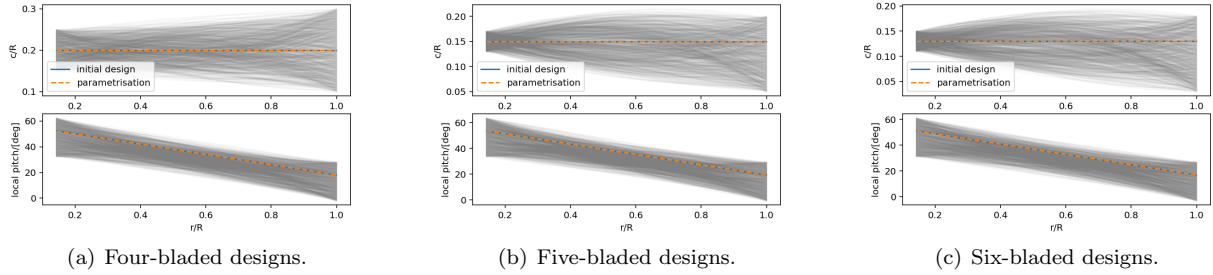 c/R
0.3
0.2
0.1
initial design
parametrisation
0.2 0.4 0.6 0.8 1.0
local pitch/[deg]
60
40
20
0
0.2 0.4 0.6 0.8 1.0
r/R
(a) Four-bladed designs.
c/R
0.20
0.15
0.10
0.05
initial design
parametrisation
0.2 0.4 0.6 0.8 1.0
local pitch/[deg]
60
40
20
0
0.2 0.4 0.6 0.8 1.0
r/R
(b) Five-bladed designs.
c/R
0.20
0.15
0.10
0.05
initial design
parametrisation
0.2 0.4 0.6 0.8 1.0
local pitch/[deg]
60
40
20
0
0.2 0.4 0.6 0.8 1.0
r/R
(c) Six-bladed designs.